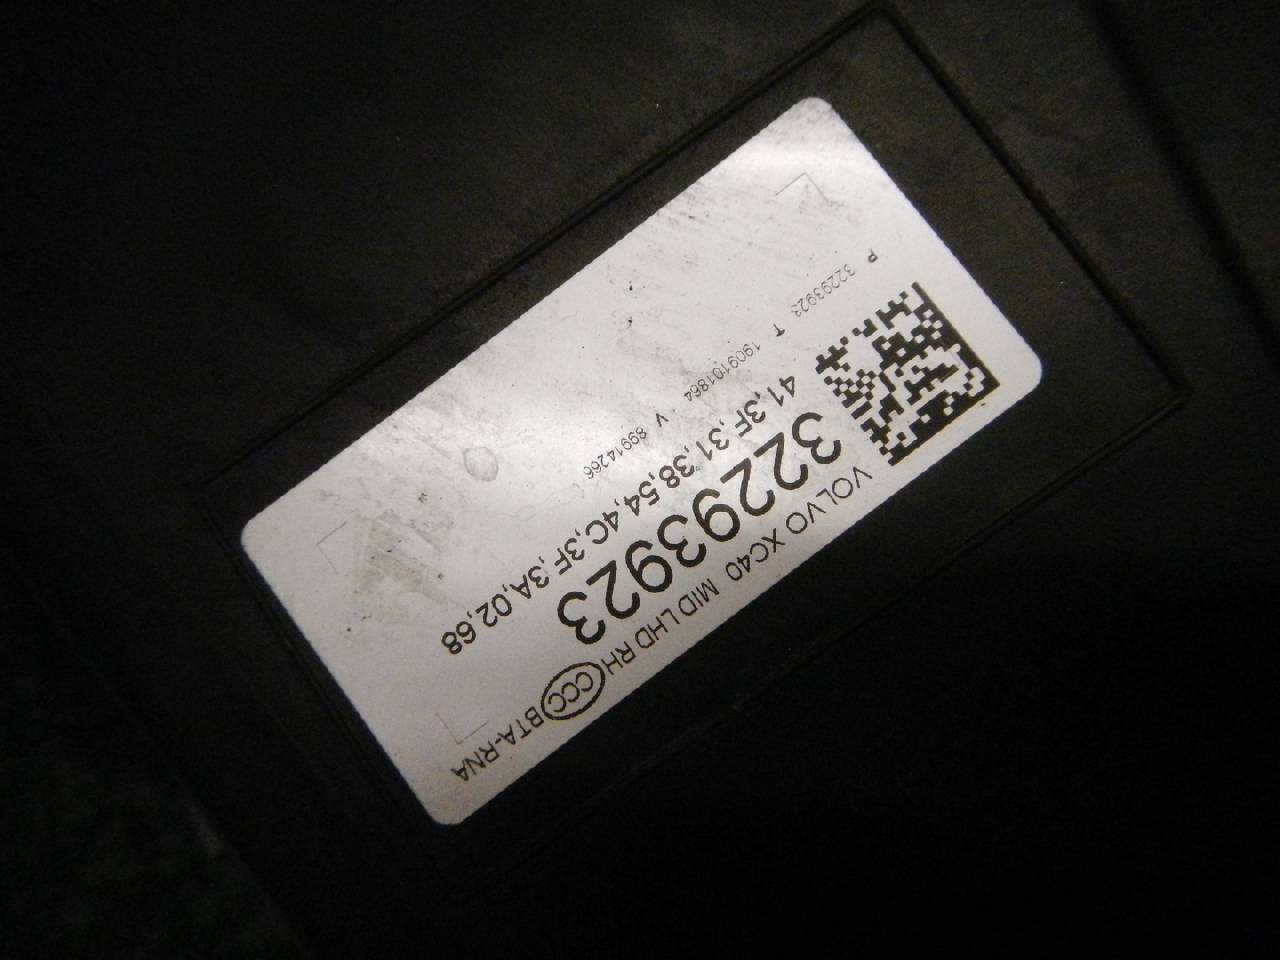 VOLVO XC40 MID LHD RH CCC BTA-RNA
32293923
41,3F,31,38,54,4C,3F,3A,02,68
P 32293923 T 1909101864 V 89914266